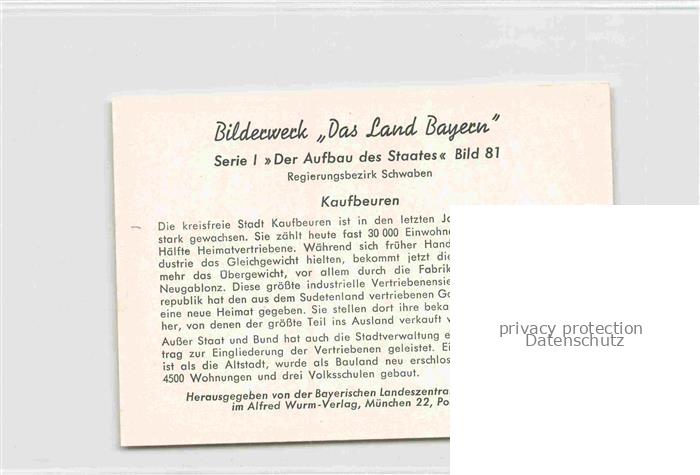 Bilderwerk „Das Land Bayern"
Serie I »Der Aufbau des Staates« Bild 81
Regierungsbezirk Schwaben
Kaufbeuren
Die kreisfreie Stadt Kaufbeuren ist in den letzten
stark gewachsen. Sie zählt heute fast 30 000
Hälfte Heimatvertriebene. Während sich früher
dustrie das Gleichgewicht hielten, bekommt jetzt
mehr das Übergewicht, vor allem durch die
Neugablonz. Diese größte industrielle
republik hat den aus dem Sudetenland vertriebenen
eine neue Heimat gegeben. Sie stellen dort ihre
her, von denen der größte Teil ins Ausland verkauft
Außer Staat und Bund hat auch die Stadtverwaltung
trag zur Eingliederung der Vertriebenen geleistet.
ist als die Altstadt, wurde als Bauland neu
4500 Wohnungen und drei Volksschulen gebaut.
Herausgegeben von der Bayerischen
im Alfred Wurm-Verlag, München 22,
privacy protection
Datenschutz